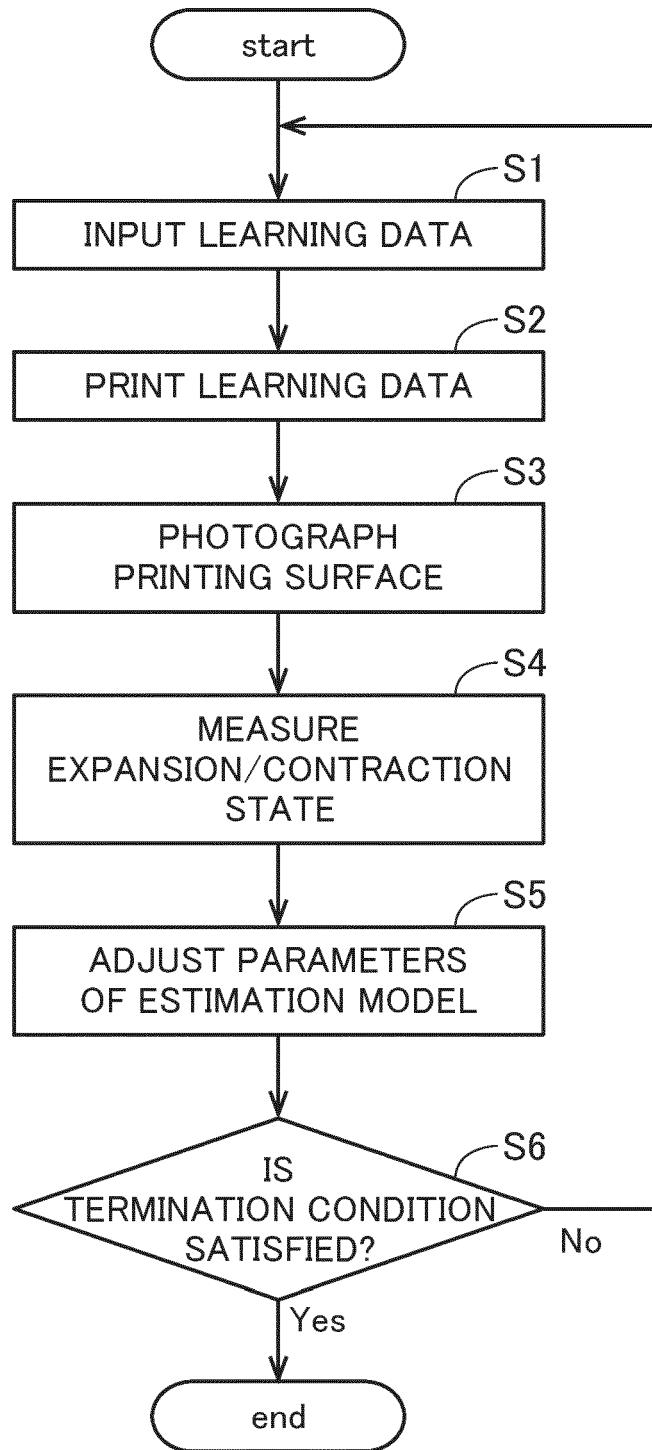 start
S1
INPUT LEARNING DATA
S2
PRINT LEARNING DATA
S3
PHOTOGRAPH
PRINTING SURFACE
S4
MEASURE
EXPANSION/CONTRACTION
STATE
S5
ADJUST PARAMETERS
OF ESTIMATION MODEL
S6
IS
TERMINATION CONDITION
SATISFIED?
No
Yes
end